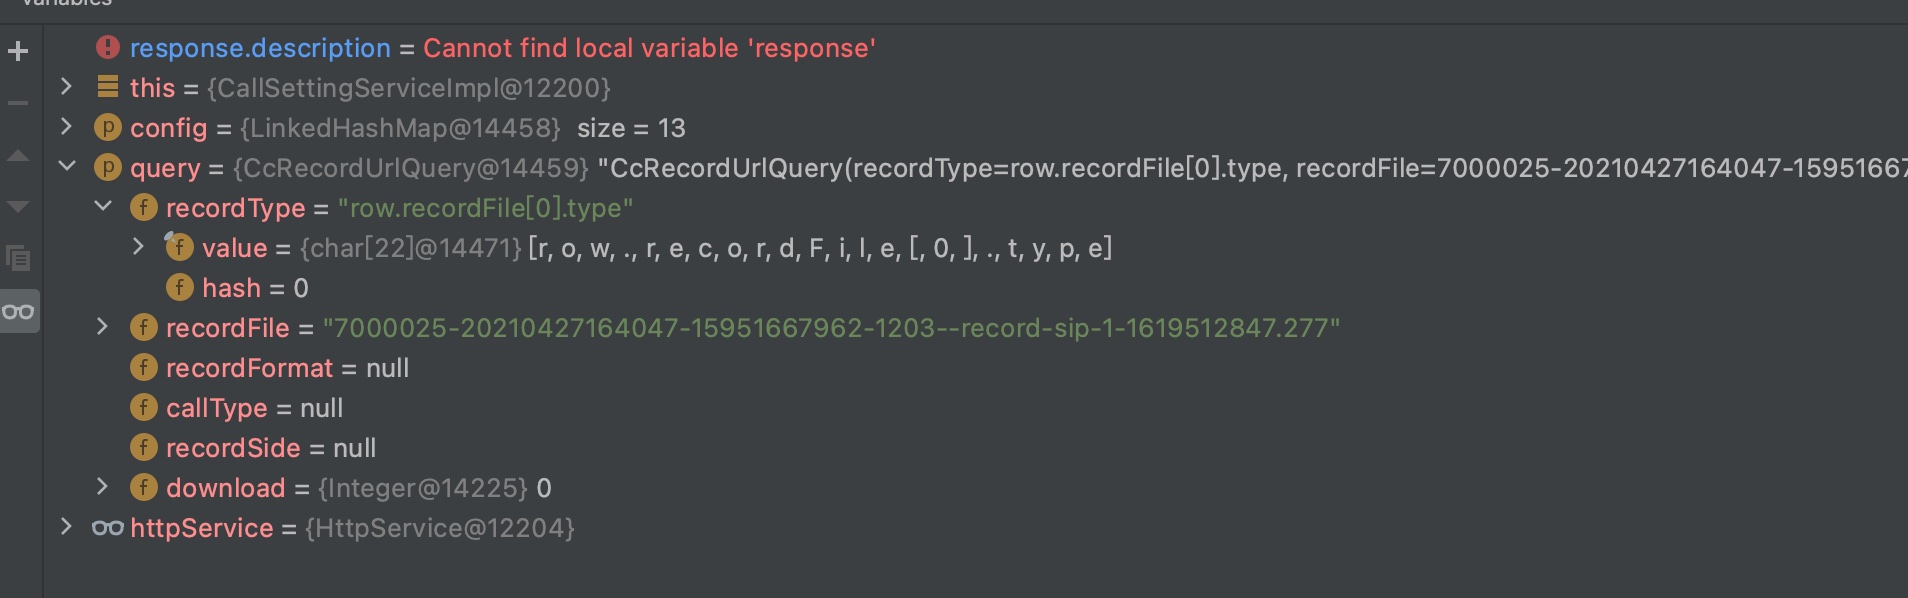 Variables
response.description = Cannot find local variable 'response'
this = {CallSettingServiceImpl@12200}
p config = {LinkedHashMap@14458} size = 13
p query = {CcRecordUrlQuery@14459} "CcRecordUrlQuery(recordType=row.recordFile[0].type, recordFile=7000025-20210427164047-15951667
f recordType = "row.recordFile[0].type"
f value = {char[22]@14471} [r, o, w, ., r, e, c, o, r, d, F, i, l, e, [, 0, ], ., t, y, p, e]
f hash = 0
f recordFile = "7000025-20210427164047-15951667962-1203--record-sip-1-1619512847.277"
f recordFormat = null
f callType = null
f recordSide = null
f download = {Integer@14225} 0
httpService = {HttpService@12204}